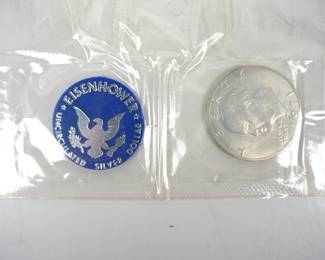 EISENHOWER
UNCIRCULATED SILVER DOLLAR